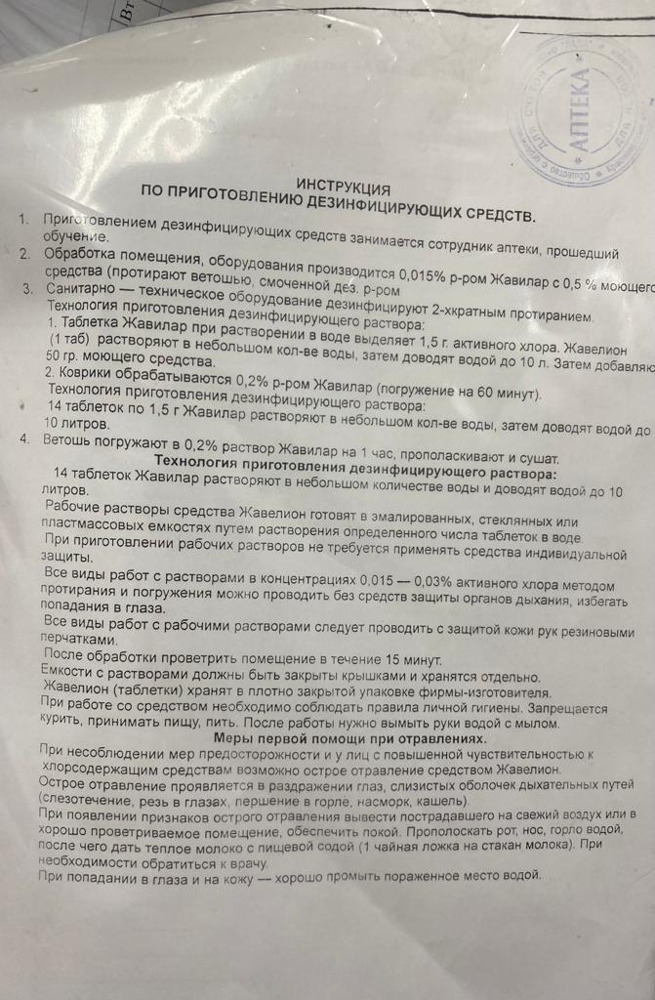 Вт
АПТЕКА
ИНСТРУКЦИЯ
ПО ПРИГОТОВЛЕНИЮ ДЕЗИНФИЦИРУЮЩИХ СРЕДСТВ.
1. Приготовлением дезинфицирующих средств занимается сотрудник аптеки, прошедший
обучение.
2. Обработка помещения, оборудования производится 0,015% р-ром Жавилар с 0,5 % моющего
средства (протирают ветошью, смоченной дез. р-ром
3. Санитарно — техническое оборудование дезинфицируют 2-хкратным протиранием.
Технология приготовления дезинфицирующего раствора:
1. Таблетка Жавилар при растворении в воде выделяет 1,5 г. активного хлора. Жавелион
(1 таб) растворяют в небольшом кол-ве воды, затем доводят водой до 10 л. Затем добавляю
50 гр. моющего средства.
2. Коврики обрабатываются 0,2% р-ром Жавилар (погружение на 60 минут).
Технология приготовления дезинфицирующего раствора:
14 таблеток по 1,5 г Жавилар растворяют в небольшом кол-ве воды, затем доводят водой до
10 литров.
4. Ветошь погружают в 0,2% раствор Жавилар на 1 час, прополаскивают и сушат.
Технология приготовления дезинфицирующего раствора:
14 таблеток Жавилар растворяют в небольшом количестве воды и доводят водой до 10
литров.
Рабочие растворы средства Жавелион готовят в эмалированных, стеклянных или
пластмассовых емкостях путем растворения определенного числа таблеток в воде.
При приготовлении рабочих растворов не требуется применять средства индивидуальной
защиты.
Все виды работ с растворами в концентрациях 0,015 — 0,03% активного хлора методом
протирания и погружения можно проводить без средств защиты органов дыхания, избегать
попадания в глаза.
Все виды работ с рабочими растворами следует проводить с защитой кожи рук резиновыми
перчатками.
После обработки проветрить помещение в течение 15 минут.
Емкости с растворами должны быть закрыты крышками и хранятся отдельно.
Жавелион (таблетки) хранят в плотно закрытой упаковке фирмы-изготовителя.
При работе со средством необходимо соблюдать правила личной гигиены. Запрещается
курить, принимать пищу, пить. После работы нужно вымыть руки водой с мылом.
Меры первой помощи при отравлениях.
При несоблюдении мер предосторожности и у лиц с повышенной чувствительностью к
хлорсодержащим средствам возможно острое отравление средством Жавелион.
Острое отравление проявляется в раздражении глаз, слизистых оболочек дыхательных путей
(слезотечение, резь в глазах, першение в горле, насморк, кашель).
При появлении признаков острого отравления вывести пострадавшего на свежий воздух или в
хорошо проветриваемое помещение, обеспечить покой. Прополоскать рот, нос, горло водой,
после чего дать теплое молоко с пищевой содой (1 чайная ложка на стакан молока). При
необходимости обратиться к врачу.
При попадании в глаза и на кожу — хорошо промыть пораженное место водой.